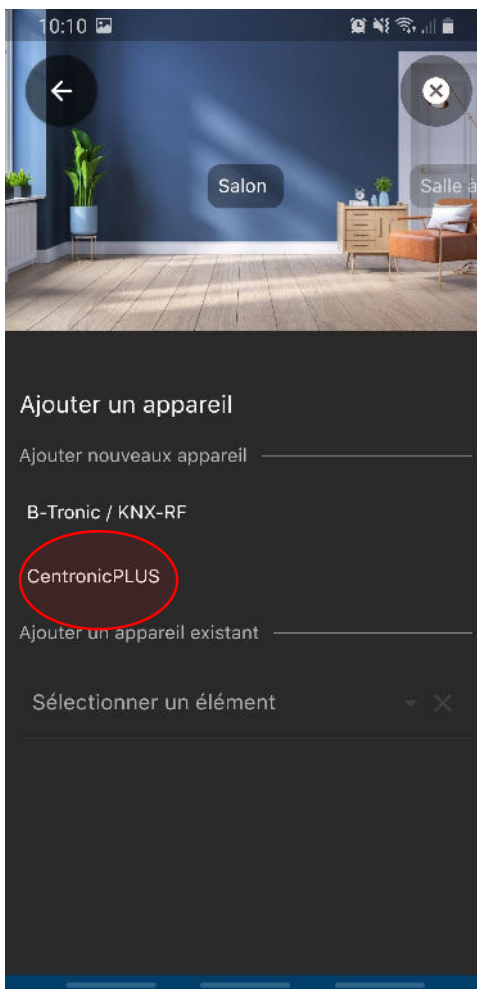 10:10
Salon
Salle à
Ajouter un appareil
Ajouter nouveaux appareil
B-Tronic / KNX-RF
CentronicPLUS
Ajouter un appareil existant
Sélectionner un élément